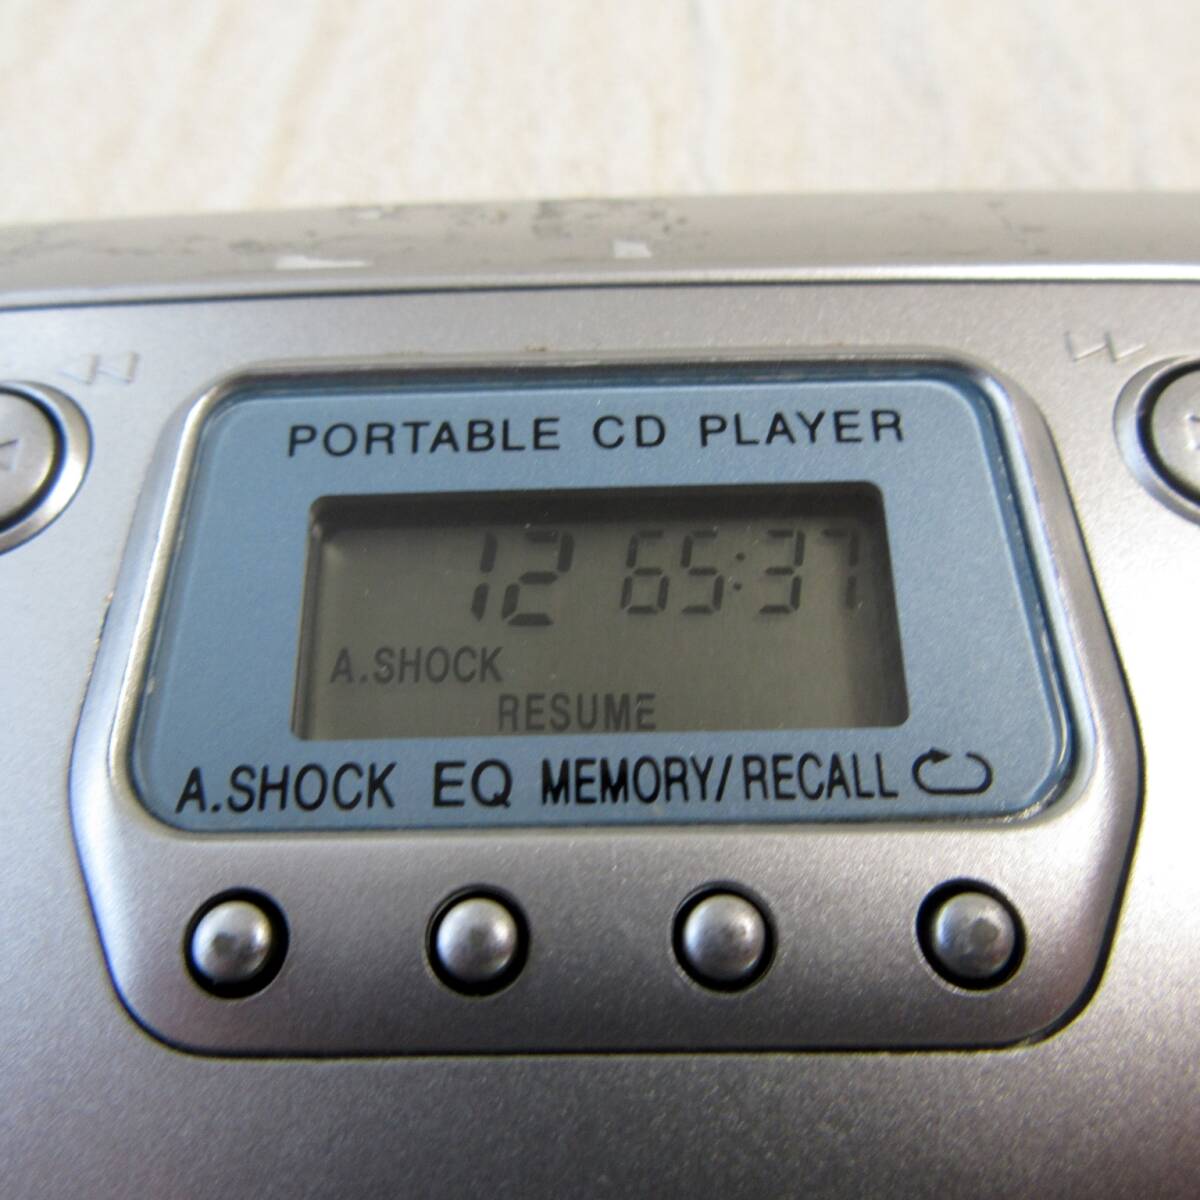 PORTABLE CD PLAYER
12 65:37
A.SHOCK
RESUME
A.SHOCK EQ MEMORY/RECALL